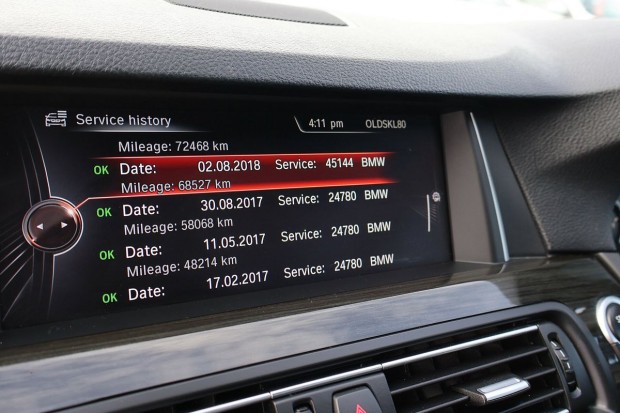 Service history 4:11 pm OLDSKL80
Mileage: 72468 km
OK Date: 02.08.2018 Service: 45144 BMW
Mileage: 68527 km
OK Date: 30.08.2017 Service: 24780 BMW
Mileage: 58068 km
OK Date: 11.05.2017 Service: 24780 BMW
Mileage: 48214 km
OK Date: 17.02.2017 Service: 24780 BMW